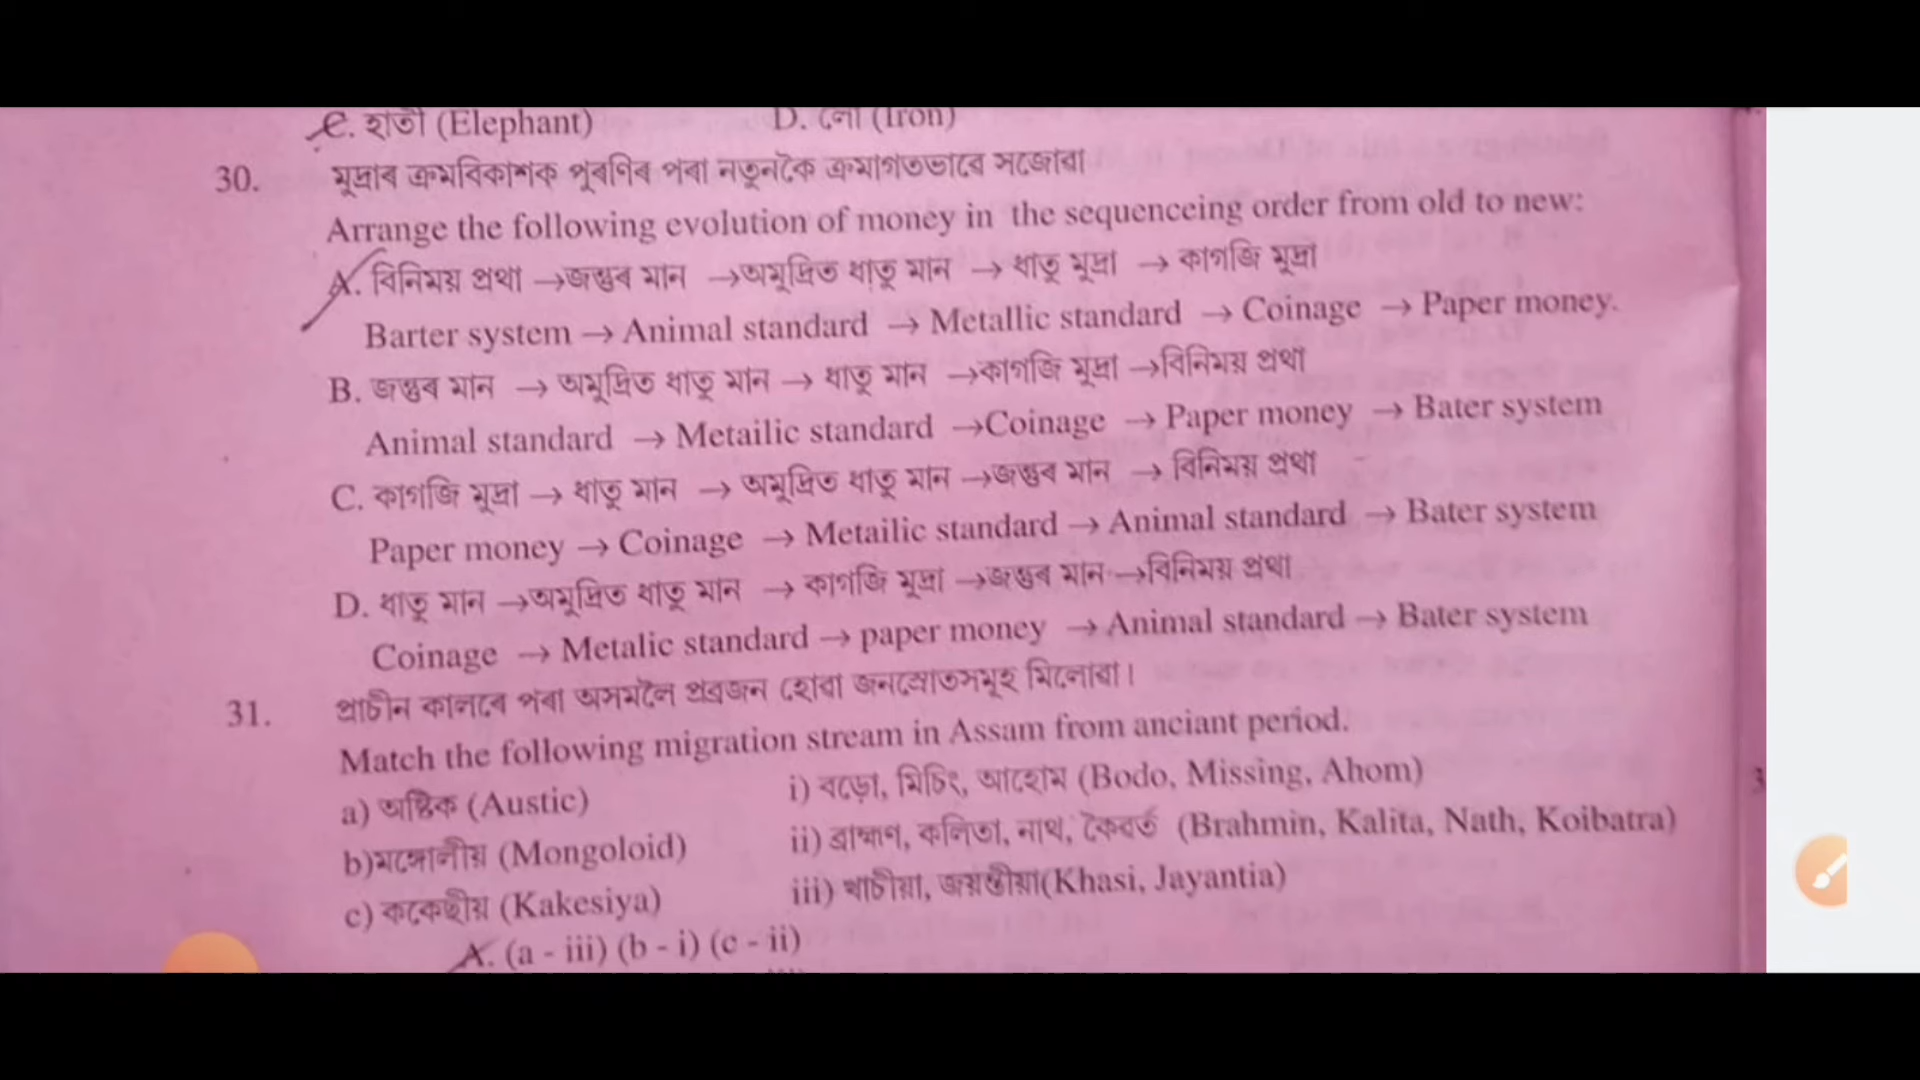 C. হাতী (Elephant) D. লো (Iron)
30. মূদ্ৰাৰ ক্ৰমবিকাশক পূৰণিৰ পৰা নতূনকৈ ক্ৰমাগতভাৱে সজোৱা
Arrange the following evolution of money in the sequenceing order from old to new:
A. বিনিময় প্ৰথা →জন্তুৰ মান →অমূদ্ৰিত ধাতু মান → ধাতু মূদ্ৰা → কাগজি মূদ্ৰা
Barter system → Animal standard → Metallic standard → Coinage → Paper money.
B. জন্তুৰ মান → অমূদ্ৰিত ধাতু মান → ধাতু মান →কাগজি মূদ্ৰা →বিনিময় প্ৰথা
Animal standard → Metailic standard →Coinage → Paper money → Bater system
C. কাগজি মূদ্ৰা → ধাতু মান → অমূদ্ৰিত ধাতু মান →জন্তুৰ মান → বিনিময় প্ৰথা
Paper money → Coinage → Metailic standard → Animal standard → Bater system
D. ধাতু মান →অমূদ্ৰিত ধাতু মান → কাগজি মূদ্ৰা →জন্তুৰ মান →বিনিময় প্ৰথা
Coinage → Metalic standard → paper money → Animal standard → Bater system
31. প্ৰাচীন কালৰে পৰা অসমলৈ প্ৰব্ৰজন হোৱা জনস্ৰোতসমূহ মিলোৱা।
Match the following migration stream in Assam from anciant period.
a) অষ্ট্ৰিক (Austic) i) বড়ো, মিচিং, আহোম (Bodo, Missing, Ahom)
b)মঙ্গোলীয় (Mongoloid) ii) ব্ৰাহ্মণ, কলিতা, নাথ, কৈবৰ্ত (Brahmin, Kalita, Nath, Koibatra)
c) ককেছীয় (Kakesiya) iii) খাচীয়া, জয়ন্তীয়া(Khasi, Jayantia)
A. (a - iii) (b - i) (c - ii)